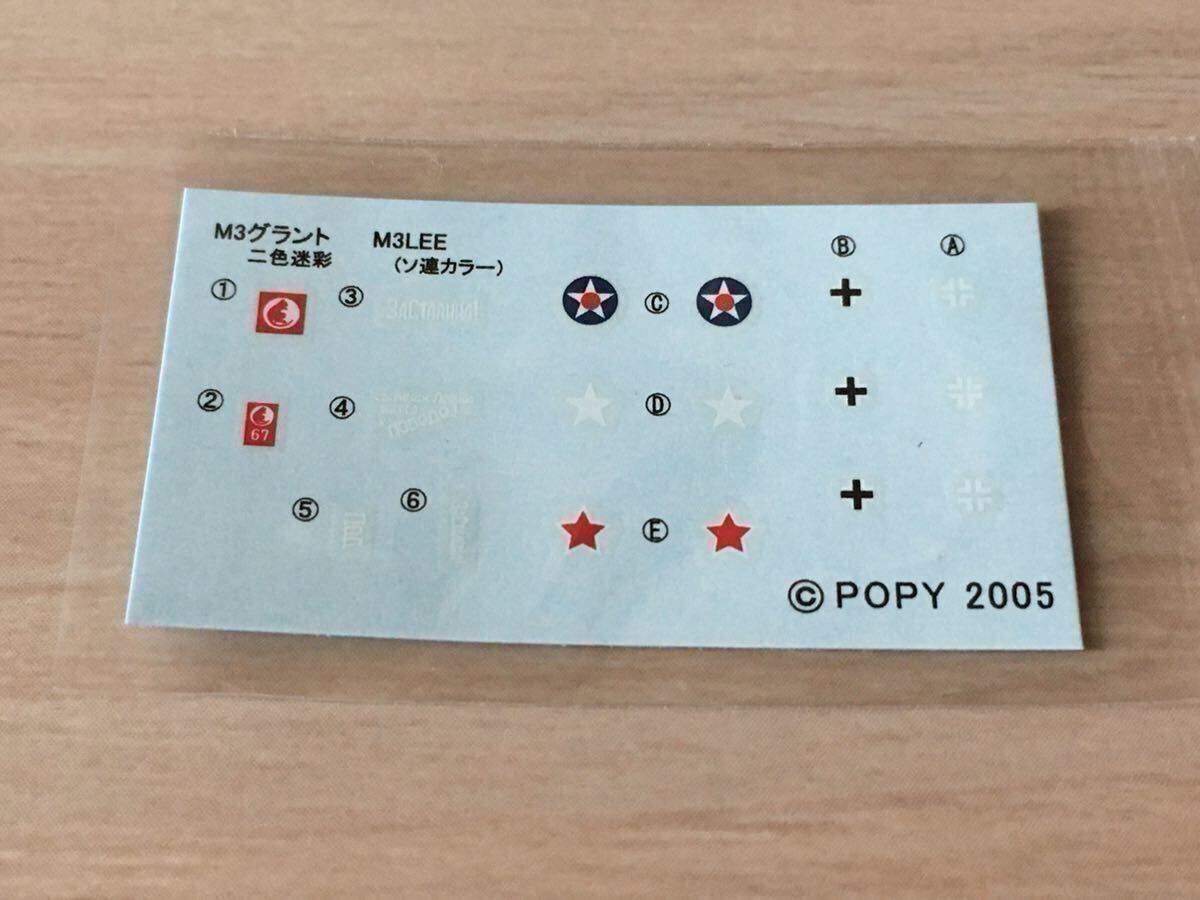 M3グラント
二色迷彩
M3LEE
(ソ連カラー)
① ③
ЗАСТАЛИНА! Ⓒ
Ⓑ Ⓐ
② ④ Ⓓ
67
⑤ ⑥ Ⓔ
© POPY 2005